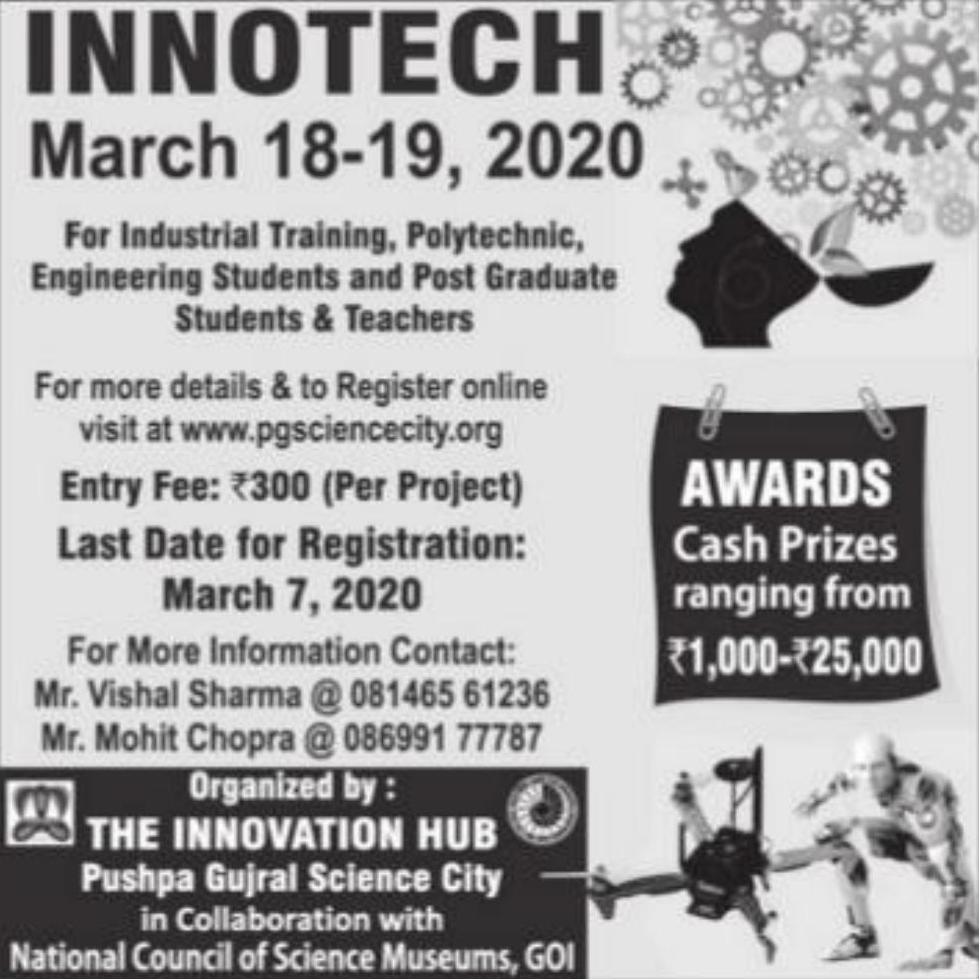 INNOTECH
March 18-19, 2020
For Industrial Training, Polytechnic,
Engineering Students and Post Graduate
Students & Teachers
For more details & to Register online
visit at www.pgsciencecity.org
Entry Fee: ₹300 (Per Project)
Last Date for Registration:
March 7, 2020
For More Information Contact:
Mr. Vishal Sharma @ 081465 61236
Mr. Mohit Chopra @ 086991 77787
AWARDS
Cash Prizes
ranging from
₹1,000-₹25,000
Organized by :
THE INNOVATION HUB
Pushpa Gujral Science City
in Collaboration with
National Council of Science Museums, GOI